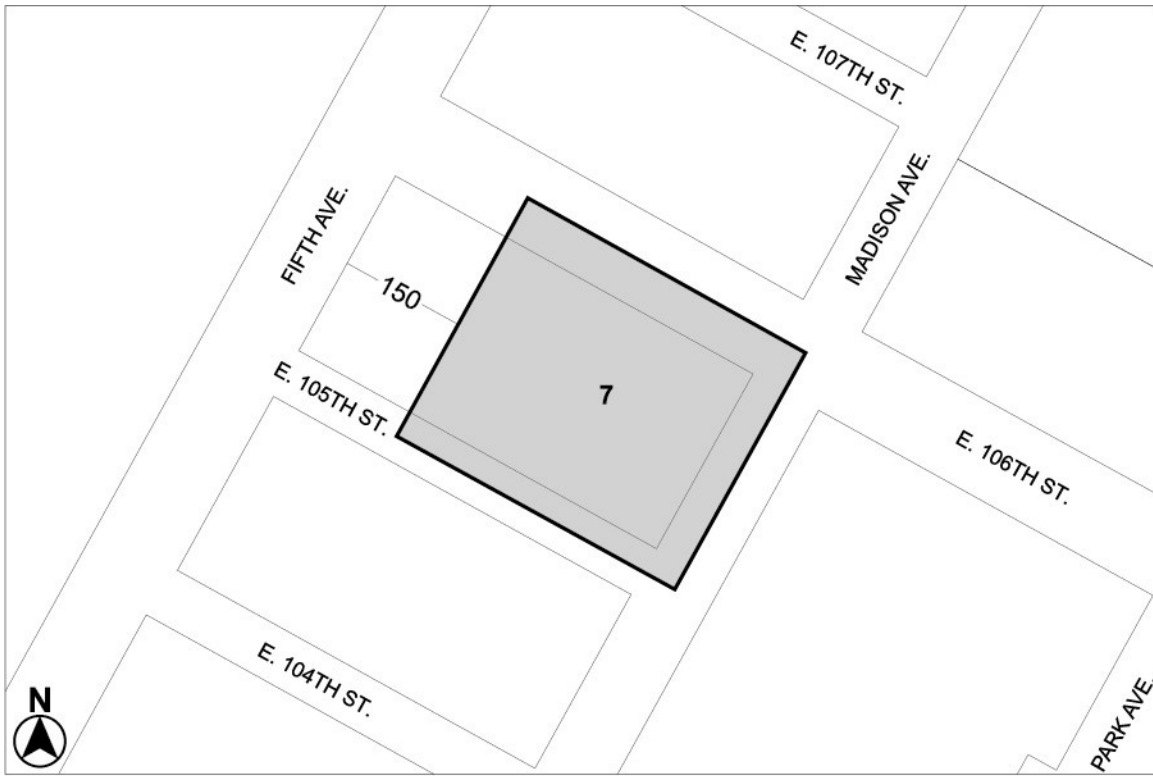 E. 107TH ST.
MADISON AVE.
FIFTH AVE.
150
7
E. 105TH ST.
E. 106TH ST.
E. 104TH ST.
PARK AVE.
N